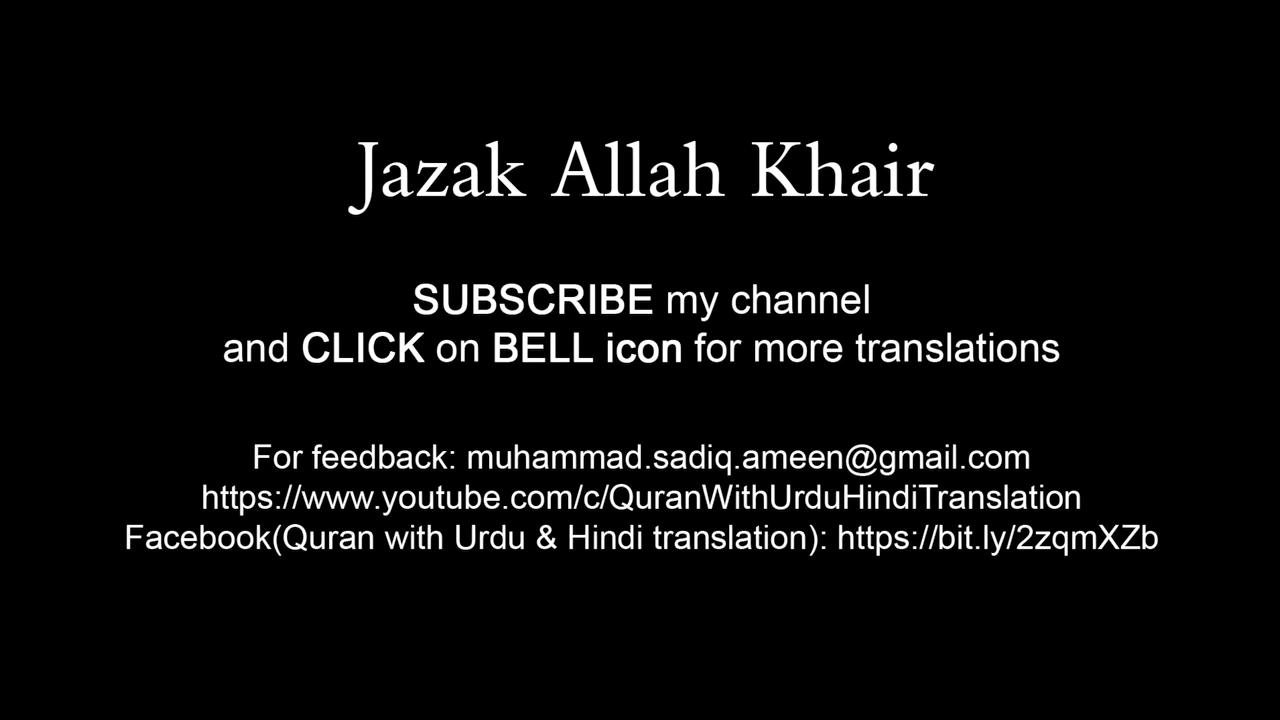 Jazak Allah Khair
SUBSCRIBE my channel
and CLICK on BELL icon for more translations
For feedback: muhammad.sadiq.ameen@gmail.com
https://www.youtube.com/c/QuranWithUrduHindiTranslation
Facebook(Quran with Urdu & Hindi translation): https://bit.ly/2zqmXZb